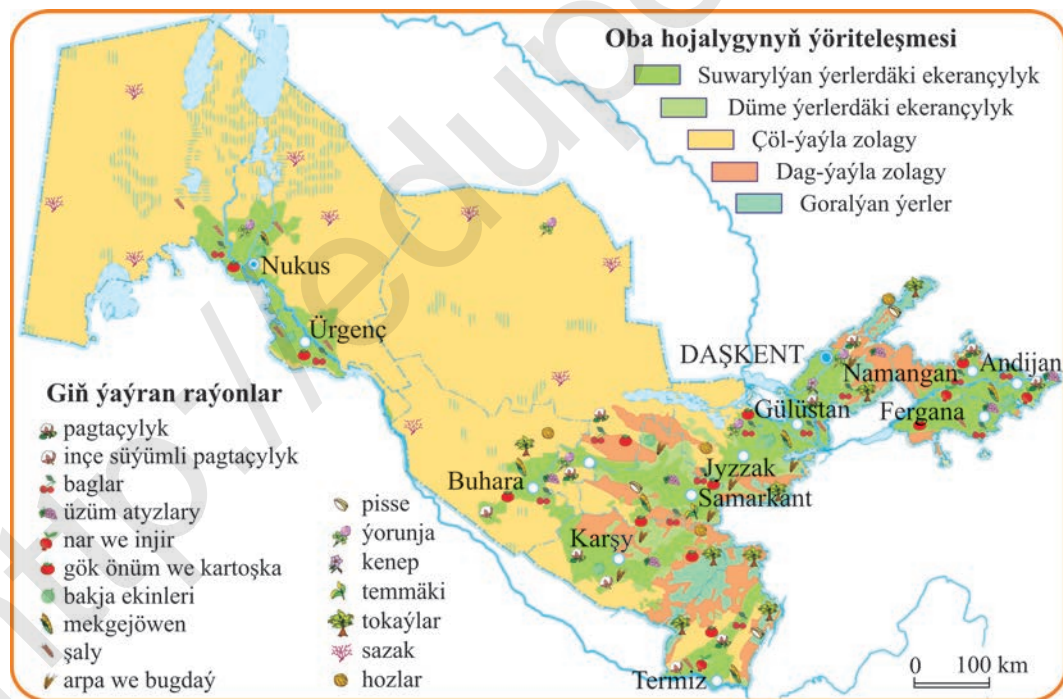 Oba hojalygynyň ýöriteleşmesi
Suwarylýan ýerlerdäki ekerançylyk
Düme ýerlerdäki ekerançylyk
Çöl-ýaýla zolagy
Dag-ýaýla zolagy
Goralýan ýerler
Nukus
Ürgenç
DAŞKENT
Namangan
Andijan
Gülüstan
Fergana
Jyzzak
Buhara
Samarkant
Karşy
Termiz
Giň ýaýran raýonlar
pagtaçylyk
inçe süýümli pagtaçylyk
baglar
üzüm atyzlary
nar we injir
gök önüm we kartoşka
bakja ekinleri
mekgejöwen
şaly
arpa we bugdaý
pisse
ýorunja
kenep
temmäki
tokaýlar
sazak
hozlar
0 100 km
http://edup